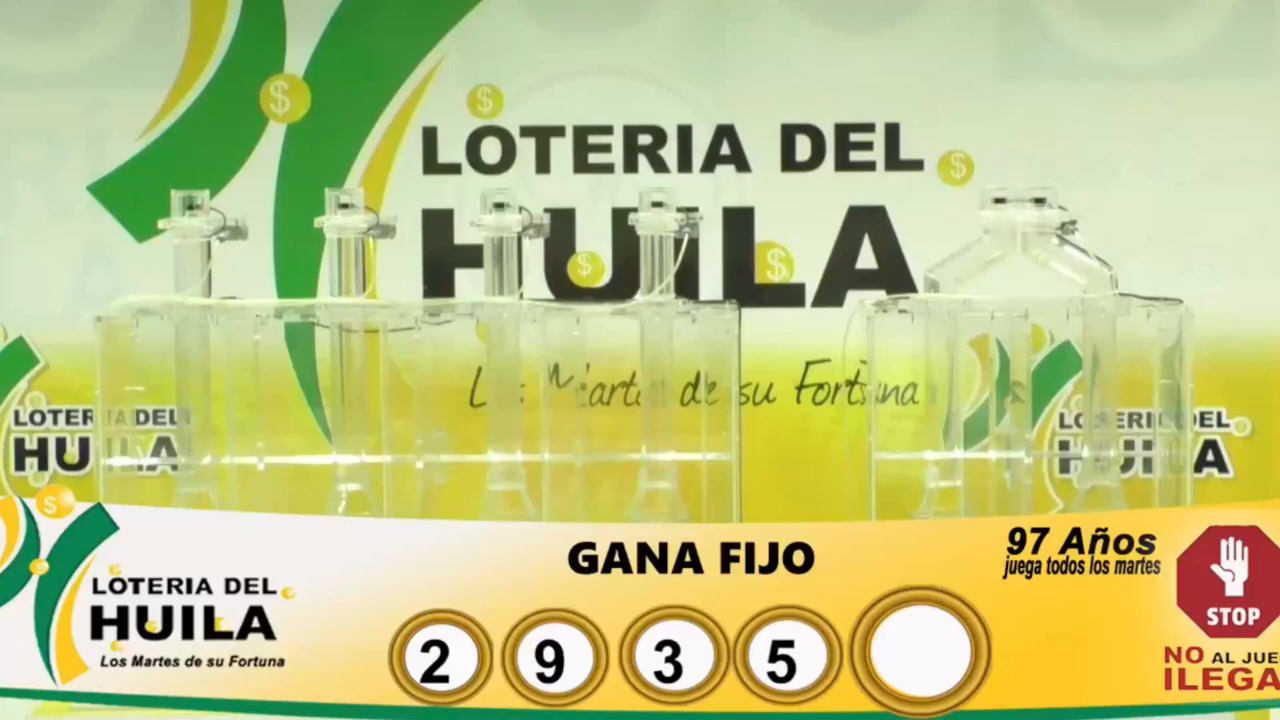 LOTERIA DEL
HUILA
Los Martes de su Fortuna
LOTERIA DEL
HUILA
LOTERIA DEL
HUILA
GANA FIJO
97 Años
juega todos los martes
STOP
LOTERIA DEL
HUILA
Los Martes de su Fortuna
2 9 3 5
NO AL JUE
ILEGA